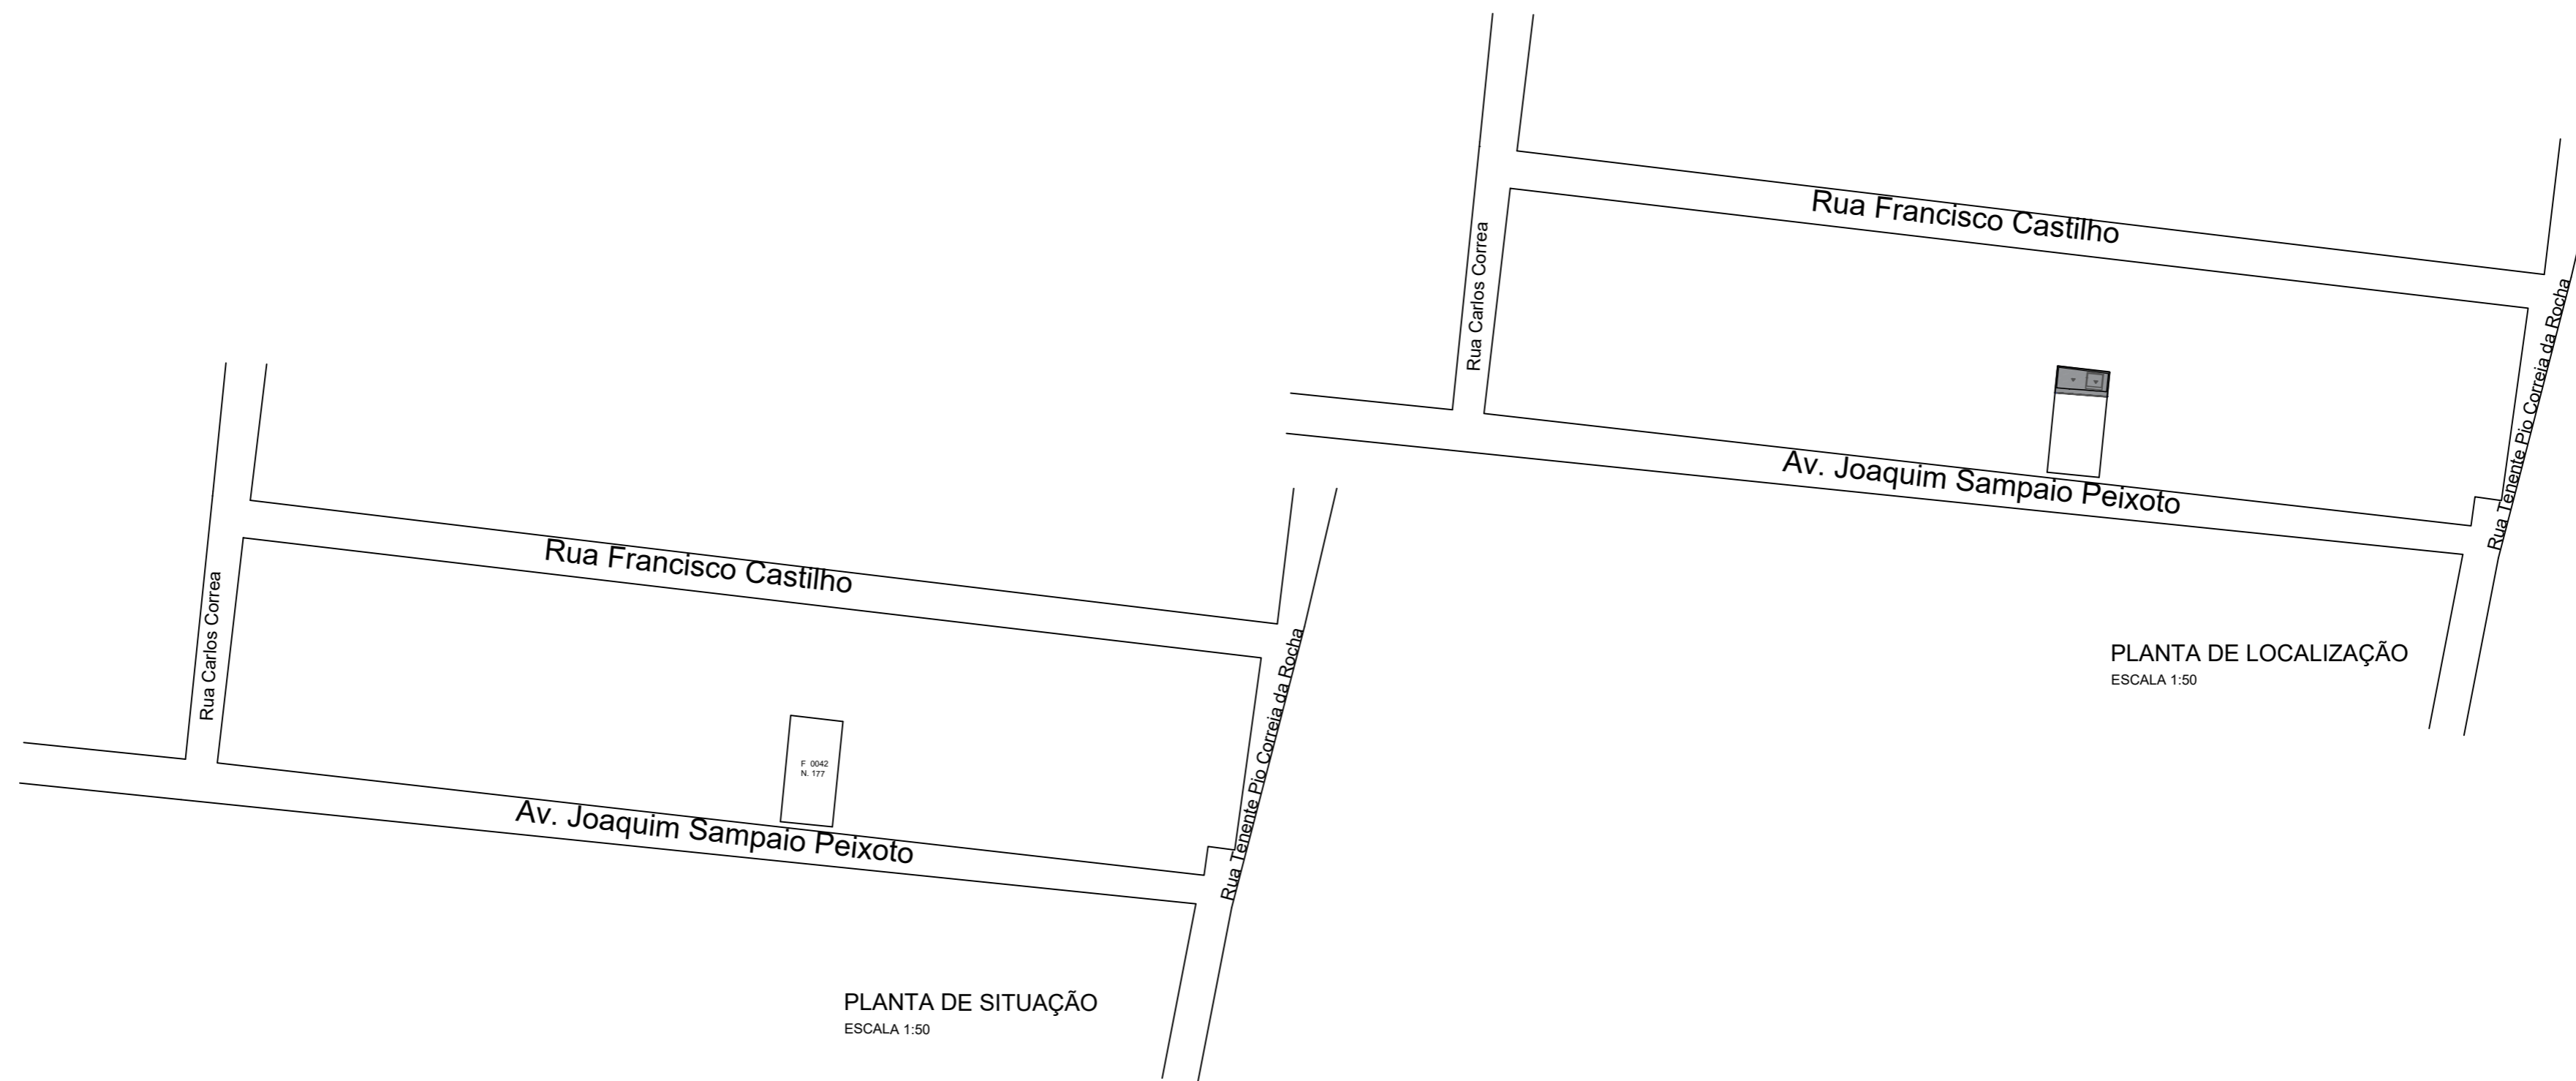 Rua Francisco Castilho
Rua Carlos Correa
Rua Tenente Pio Correia da Rocha
F 0042
N. 177
Av. Joaquim Sampaio Peixoto
PLANTA DE SITUAÇÃO
ESCALA 1:50
Rua Francisco Castilho
Rua Carlos Correa
Rua Tenente Pio Correia da Rocha
Av. Joaquim Sampaio Peixoto
PLANTA DE LOCALIZAÇÃO
ESCALA 1:50